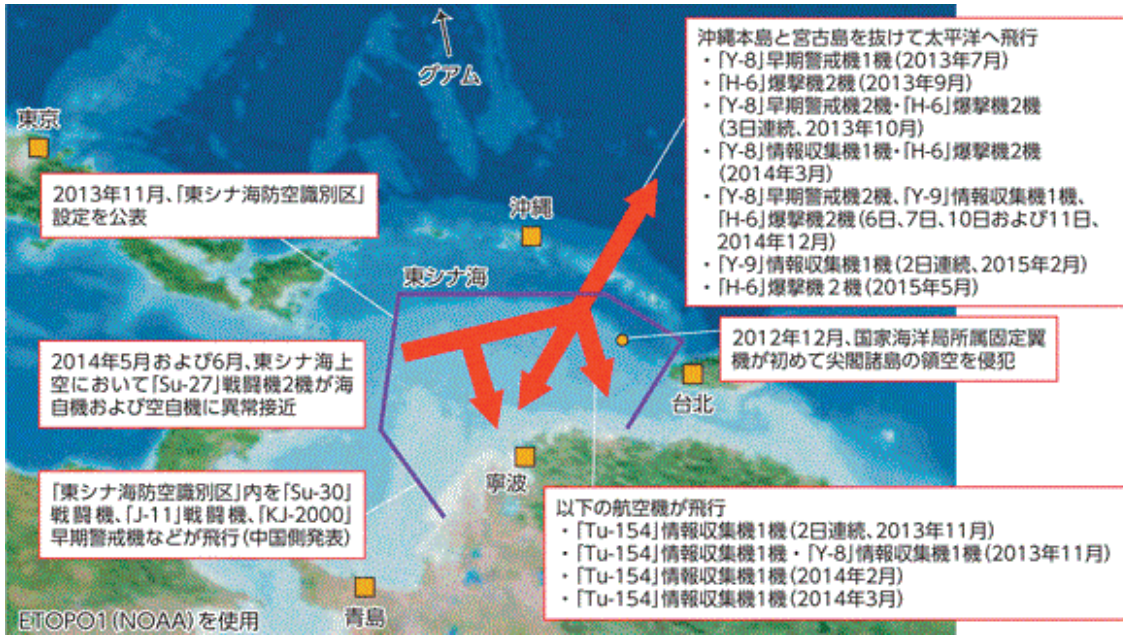 グアム
東京
沖縄
東シナ海
台北
寧波
青島
2013年11月、「東シナ海防空識別区」
設定を公表
2014年5月および6月、東シナ海上
空において「Su-27」戦闘機2機が海
自機および空自機に異常接近
「東シナ海防空識別区」内を「Su-30」
戦闘機、「J-11」戦闘機、「KJ-2000」
早期警戒機などが飛行(中国側発表)
沖縄本島と宮古島を抜けて太平洋へ飛行
・「Y-8」早期警戒機1機(2013年7月)
・「H-6」爆撃機2機(2013年9月)
・「Y-8」早期警戒機2機・「H-6」爆撃機2機
(3日連続、2013年10月)
・「Y-8」情報収集機1機・「H-6」爆撃機2機
(2014年3月)
・「Y-8」早期警戒機2機、「Y-9」情報収集機1機、
「H-6」爆撃機2機(6日、7日、10日および11日、
2014年12月)
・「Y-9」情報収集機1機(2日連続、2015年2月)
・「H-6」爆撃機2機(2015年5月)
2012年12月、国家海洋局所属固定翼
機が初めて尖閣諸島の領空を侵犯
以下の航空機が飛行
・「Tu-154」情報収集機1機(2日連続、2013年11月)
・「Tu-154」情報収集機1機・「Y-8」情報収集機1機(2013年11月)
・「Tu-154」情報収集機1機(2014年2月)
・「Tu-154」情報収集機1機(2014年3月)
ETOPO1(NOAA)を使用